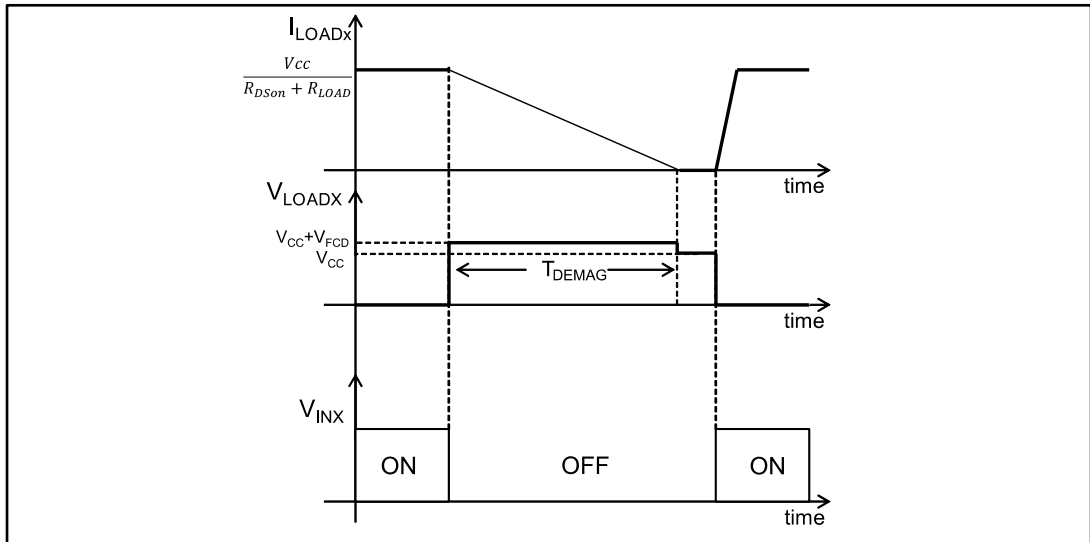 I_LOADx
Vcc
R_DSon + R_LOAD
time
V_LOADX
V_CC+V_FCD
V_CC
T_DEMAG
time
V_INX
ON OFF ON
time